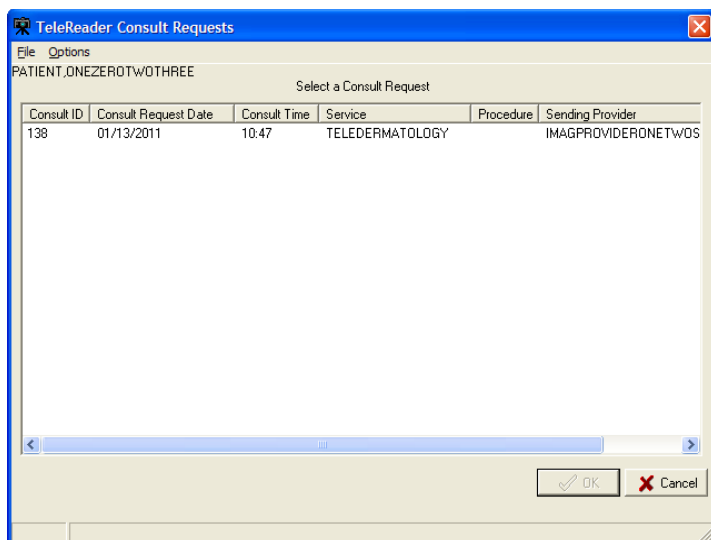 TeleReader Consult Requests
File Options
PATIENT,ONEZEROTWOTHREE
Select a Consult Request
Consult ID Consult Request Date Consult Time Service Procedure Sending Provider
138 01/13/2011 10:47 TELEDERMATOLOGY IMAGPROVIDERONETWOS
OK Cancel